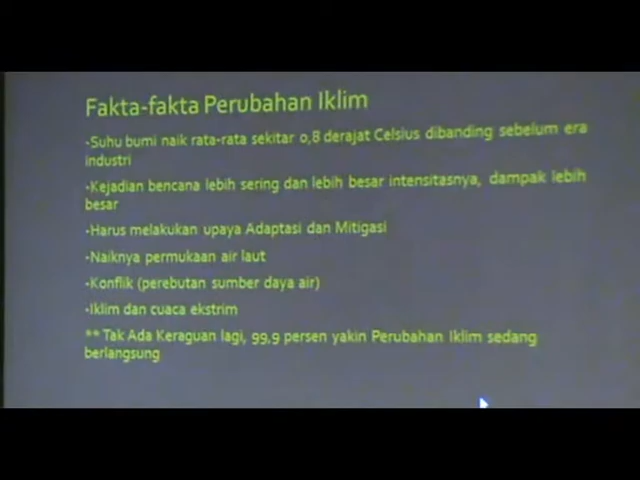 Fakta-fakta Perubahan Iklim
•Suhu bumi naik rata-rata sekitar 0,8 derajat Celsius dibanding sebelum era
industri
•Kejadian bencana lebih sering dan lebih besar intensitasnya, dampak lebih
besar
•Harus melakukan upaya Adaptasi dan Mitigasi
•Naiknya permukaan air laut
•Konflik (perebutan sumber daya air)
•Iklim dan cuaca ekstrim
**Tak Ada Keraguan lagi, 99,9 persen yakin Perubahan Iklim sedang
berlangsung